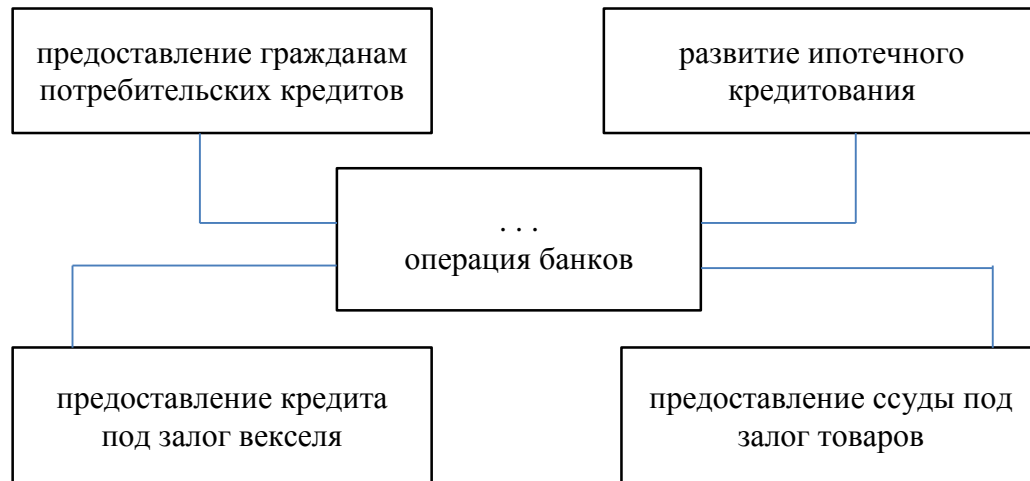 предоставление гражданам
потребительских кредитов
развитие ипотечного
кредитования
. . .
операция банков
предоставление кредита
под залог векселя
предоставление ссуды под
залог товаров